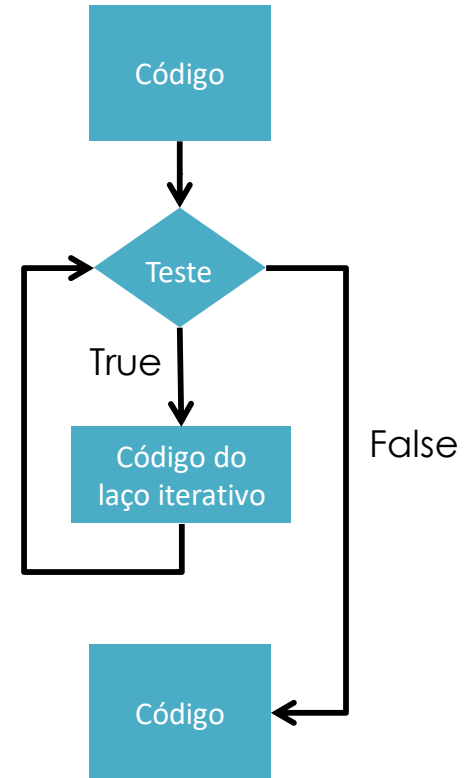 Código
Teste
True
False
Código do
laço iterativo
Código